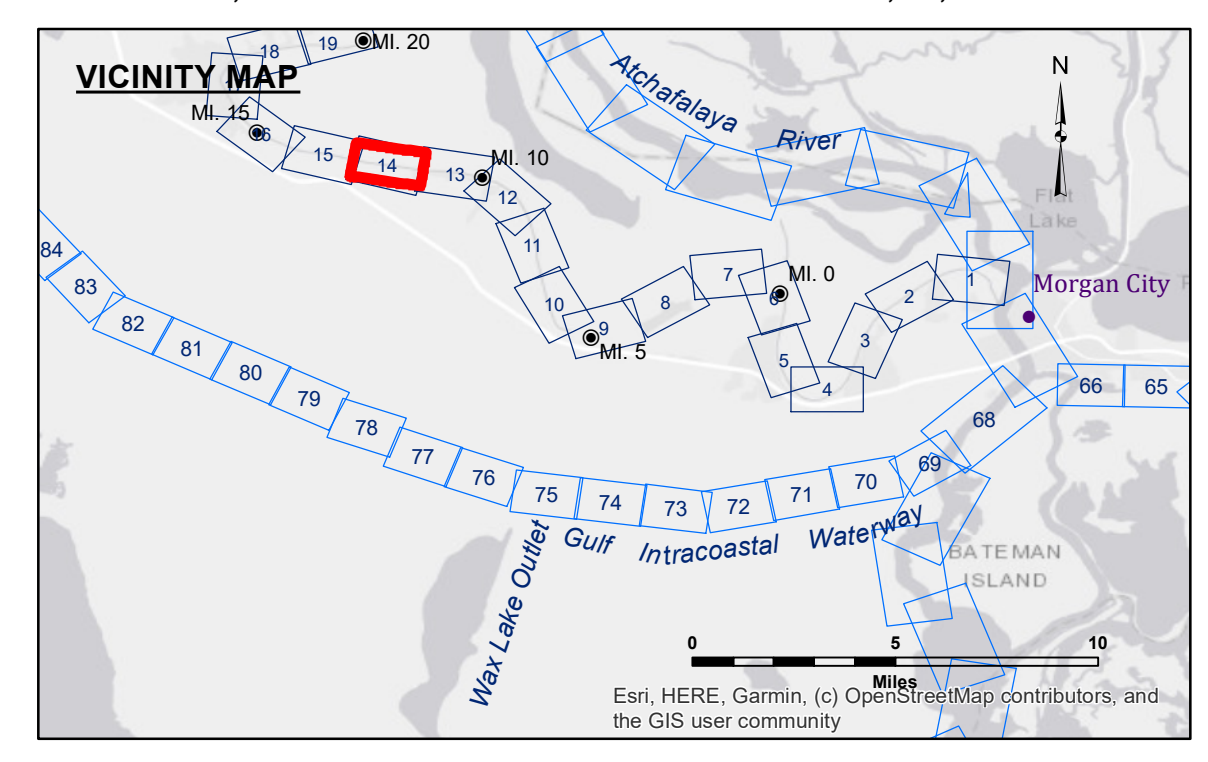 18
19
MI. 20
VICINITY MAP
MI. 15
16
15
14
13
MI. 10
12
11
10
9
MI. 5
8
7
MI. 0
6
5
4
3
2
1
Atchafalaya
River
N
Flat
Lake
Morgan City
84
83
82
81
80
79
78
77
76
75
74
73
72
71
70
69
68
66
65
Gulf Intracoastal Waterway
Wax Lake Outlet
BATEMAN
ISLAND
0 5 10
Miles
Esri, HERE, Garmin, (c) OpenStreetMap contributors, and
the GIS user community